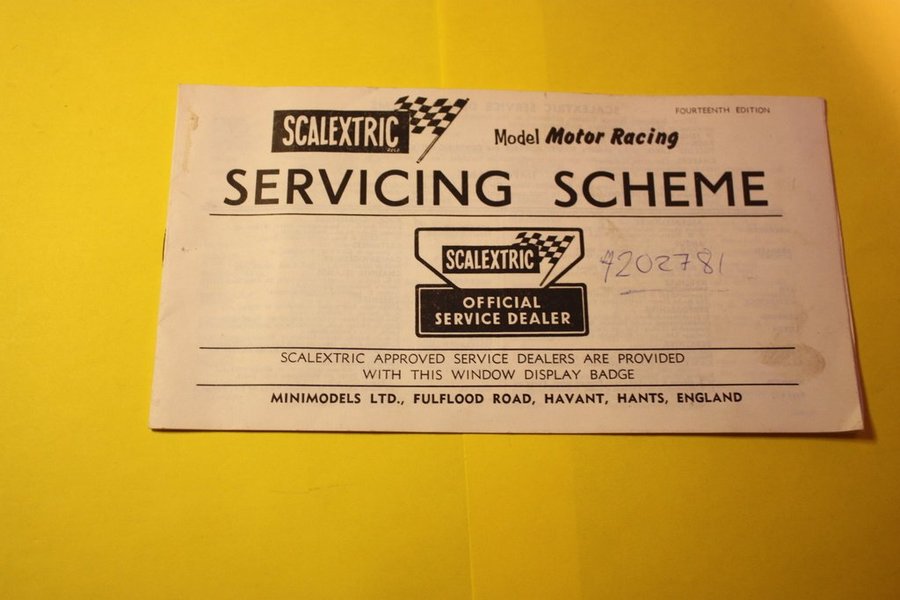 FOURTEENTH EDITION
SCALEXTRIC
Model Motor Racing
SERVICING SCHEME
SCALEXTRIC
OFFICIAL
SERVICE DEALER
4202781
SCALEXTRIC APPROVED SERVICE DEALERS ARE PROVIDED
WITH THIS WINDOW DISPLAY BADGE
MINIMODELS LTD., FULFLOOD ROAD, HAVANT, HANTS, ENGLAND